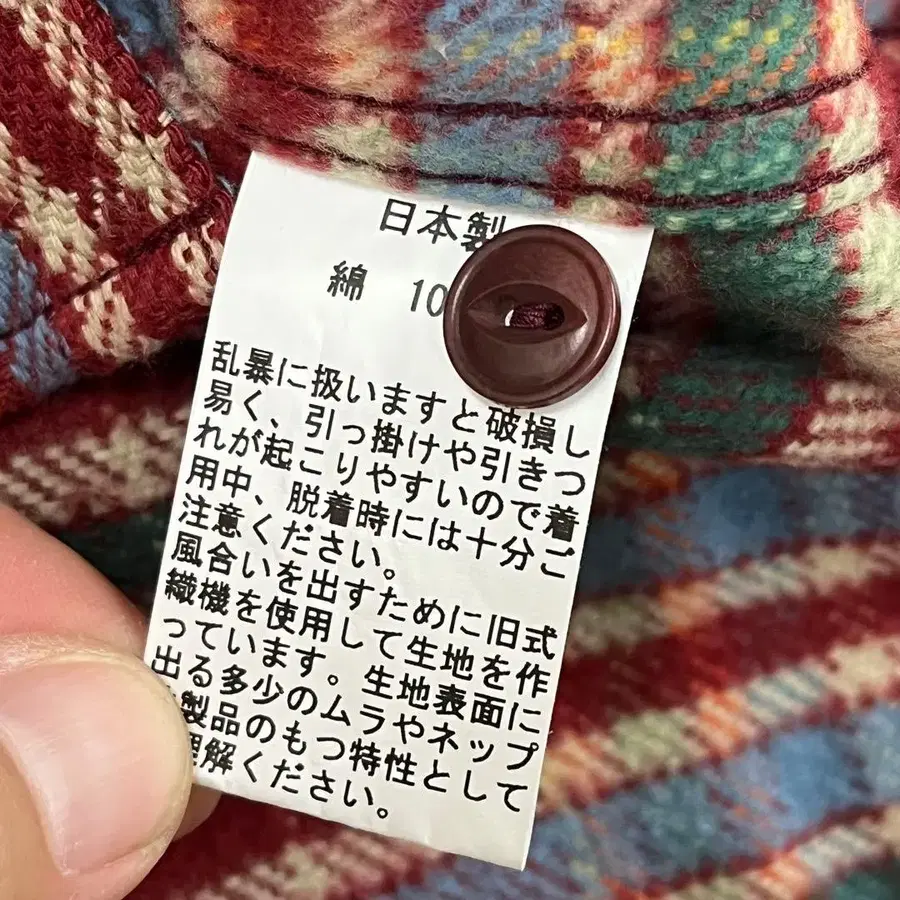 日本製
綿 10
乱暴に扱いますと破損し
易く、引っ掛けや引きつ
れが起こりやすいので着
用中、脱着時には十分ご
注意ください。
風合いを出すために旧式
織機を使用して生地を作
っています。生地表面に
出る多少のムラやネップ
製品のもつ特性として
理解ください。